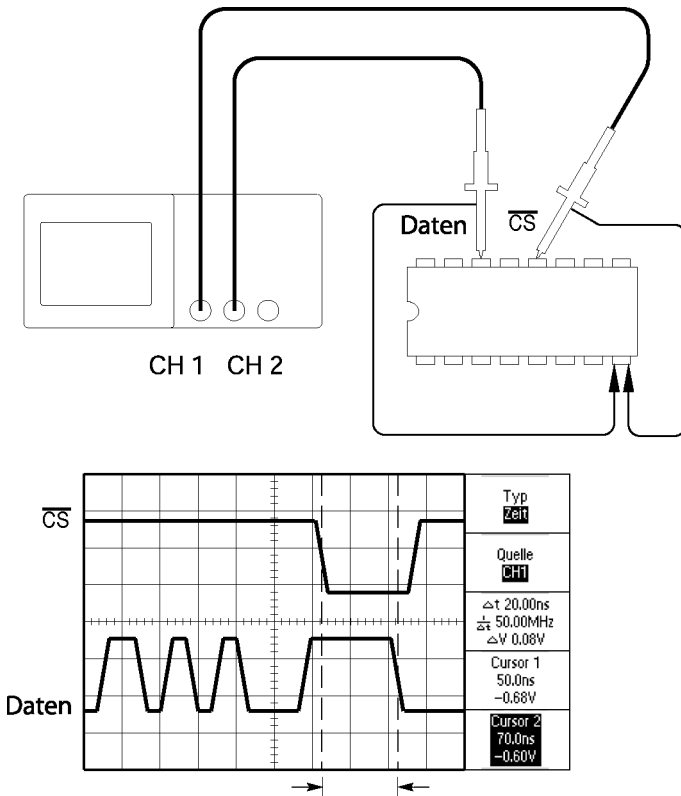 Daten CS
CH 1 CH 2
CS
Daten
Typ
Zeit
Quelle
CH1
△t 20.00ns
1/△t 50.00MHz
△V 0.08V
Cursor 1
50.0ns
−0.68V
Cursor 2
70.0ns
−0.60V